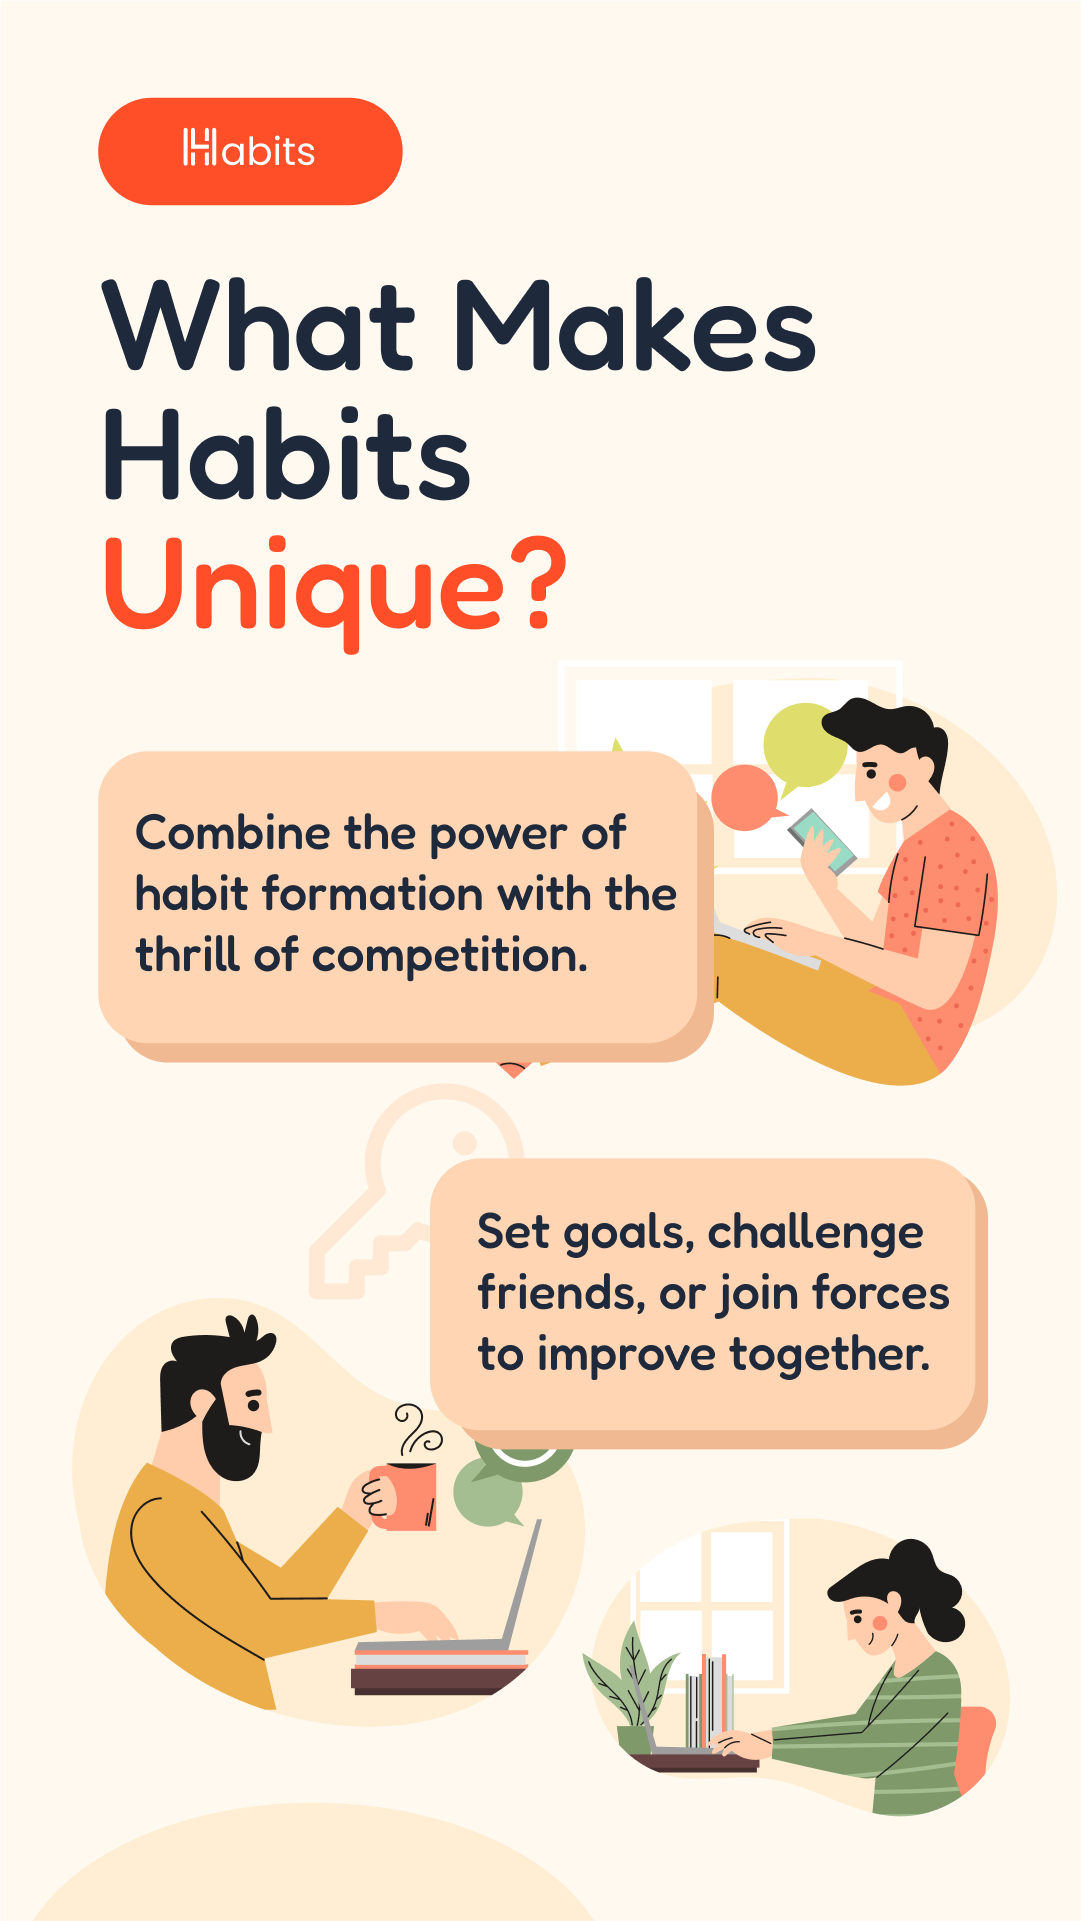 Habits
What Makes
Habits
Unique?
Combine the power of
habit formation with the
thrill of competition.
Set goals, challenge
friends, or join forces
to improve together.